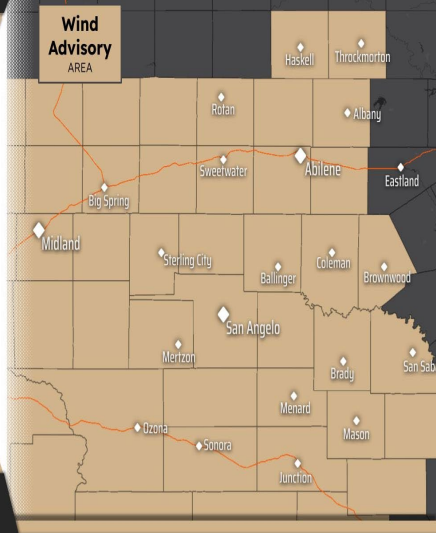 Wind
Advisory
AREA
Haskell
Throckmorton
Rotan
Albany
Sweetwater
Abilene
Eastland
Big Spring
Midland
Sterling City
Ballinger
Coleman
Brownwood
San Angelo
Mertzon
Brady
San Sab
Menard
Mason
Ozona
Sonora
Junction